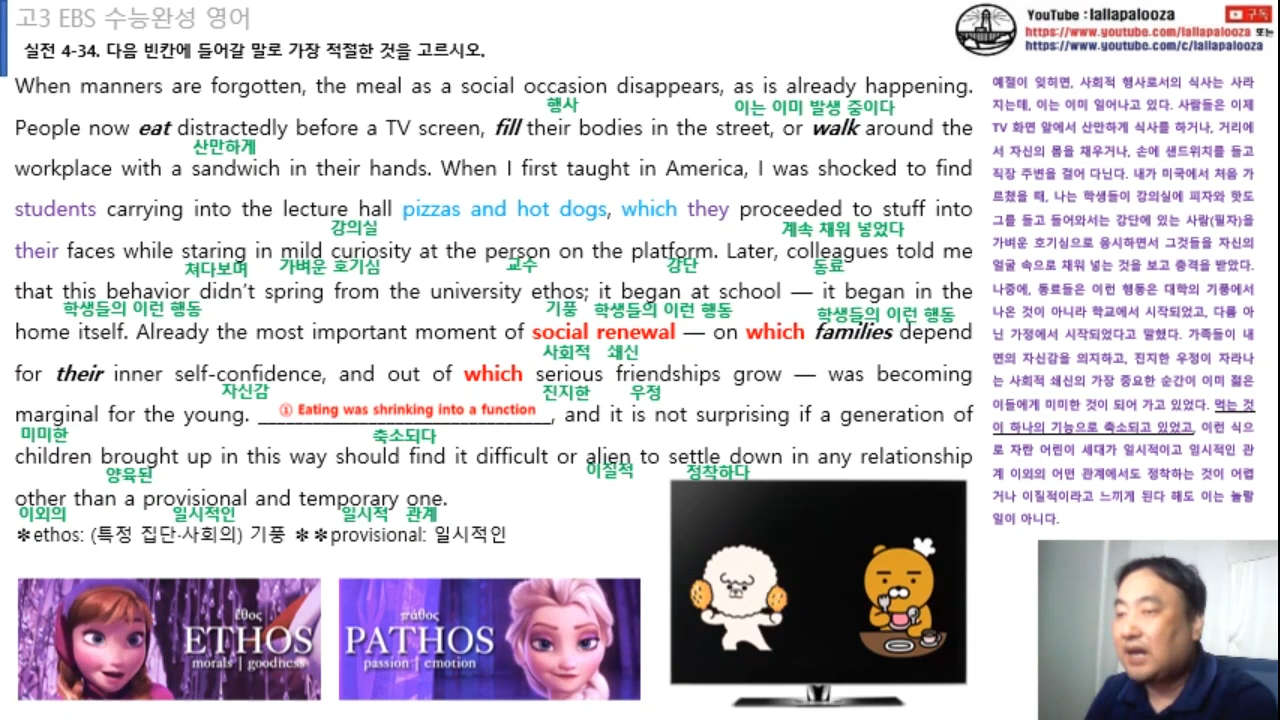 고3 EBS 수능완성 영어
YouTube : lallapalooza 구독
https://www.youtube.com/lallapalooza 또는
https://www.youtube.com/c/lallapalooza
실전 4-34. 다음 빈칸에 들어갈 말로 가장 적절한 것을 고르시오.
When manners are forgotten, the meal as a social occasion disappears, as is already happening.
행사 이는 이미 발생 중이다
People now eat distractedly before a TV screen, fill their bodies in the street, or walk around the
산만하게
workplace with a sandwich in their hands. When I first taught in America, I was shocked to find
students carrying into the lecture hall pizzas and hot dogs, which they proceeded to stuff into
강의실 계속 채워 넣었다
their faces while staring in mild curiosity at the person on the platform. Later, colleagues told me
쳐다보며 가벼운 호기심 교수 강단 동료
that this behavior didn't spring from the university ethos; it began at school — it began in the
학생들의 이런 행동 기풍 학생들의 이런 행동 학생들의 이런 행동
home itself. Already the most important moment of social renewal — on which families depend
사회적 쇄신
for their inner self-confidence, and out of which serious friendships grow — was becoming
자신감 진지한 우정
marginal for the young. ① Eating was shrinking into a function, and it is not surprising if a generation of
미미한 축소되다
children brought up in this way should find it difficult or alien to settle down in any relationship
양육된 이질적 정착하다
other than a provisional and temporary one.
이외의 일시적인 일시적 관계
＊ethos: (특정 집단·사회의) 기풍 ＊＊provisional: 일시적인
예절이 잊히면, 사회적 행사로서의 식사는 사라
지는데, 이는 이미 일어나고 있다. 사람들은 이제
TV 화면 앞에서 산만하게 식사를 하거나, 거리에
서 자신의 몸을 채우거나, 손에 샌드위치를 들고
직장 주변을 걸어 다닌다. 내가 미국에서 처음 가
르쳤을 때, 나는 학생들이 강의실에 피자와 핫도
그를 들고 들어와서는 강단에 있는 사람(필자)을
가벼운 호기심으로 응시하면서 그것들을 자신의
얼굴 속으로 채워 넣는 것을 보고 충격을 받았다.
나중에, 동료들은 이런 행동은 대학의 기풍에서
나온 것이 아니라 학교에서 시작되었고, 다름 아
닌 가정에서 시작되었다고 말했다. 가족들이 내
면의 자신감을 의지하고, 진지한 우정이 자라나
는 사회적 쇄신의 가장 중요한 순간이 이미 젊은
이들에게 미미한 것이 되어 가고 있었다. 먹는 것
이 하나의 기능으로 축소되고 있었고, 이런 식으
로 자란 어린이 세대가 일시적이고 일시적인 관
계 이외의 어떤 관계에서도 정착하는 것이 어렵
거나 이질적이라고 느끼게 된다 해도 이는 놀랄
일이 아니다.
ἔθος
ETHOS
morals | goodness
πάθος
PATHOS
passion | emotion